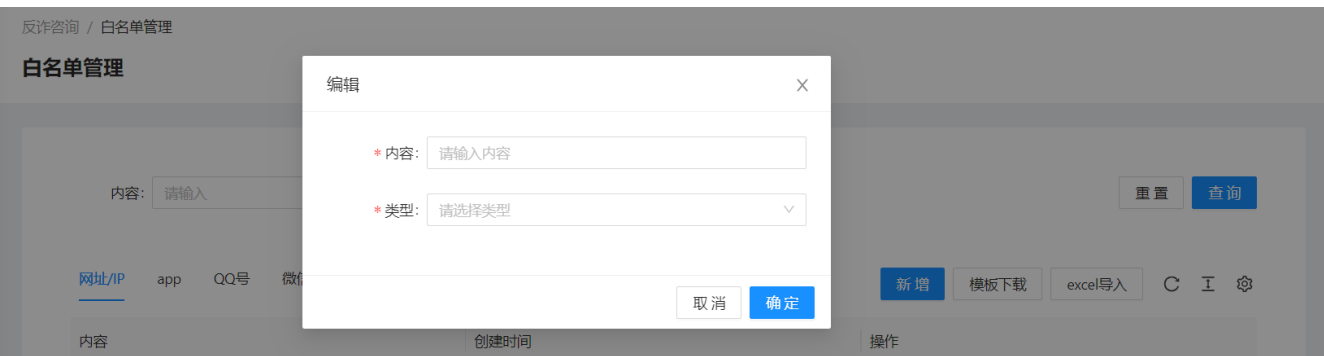 反诈咨询 / 白名单管理
白名单管理
编辑
* 内容: 请输入内容
* 类型: 请选择类型
取消 确定
内容: 请输入
重置 查询
网址/IP app QQ号 微信
新增 模板下载 excel导入
内容 创建时间 操作